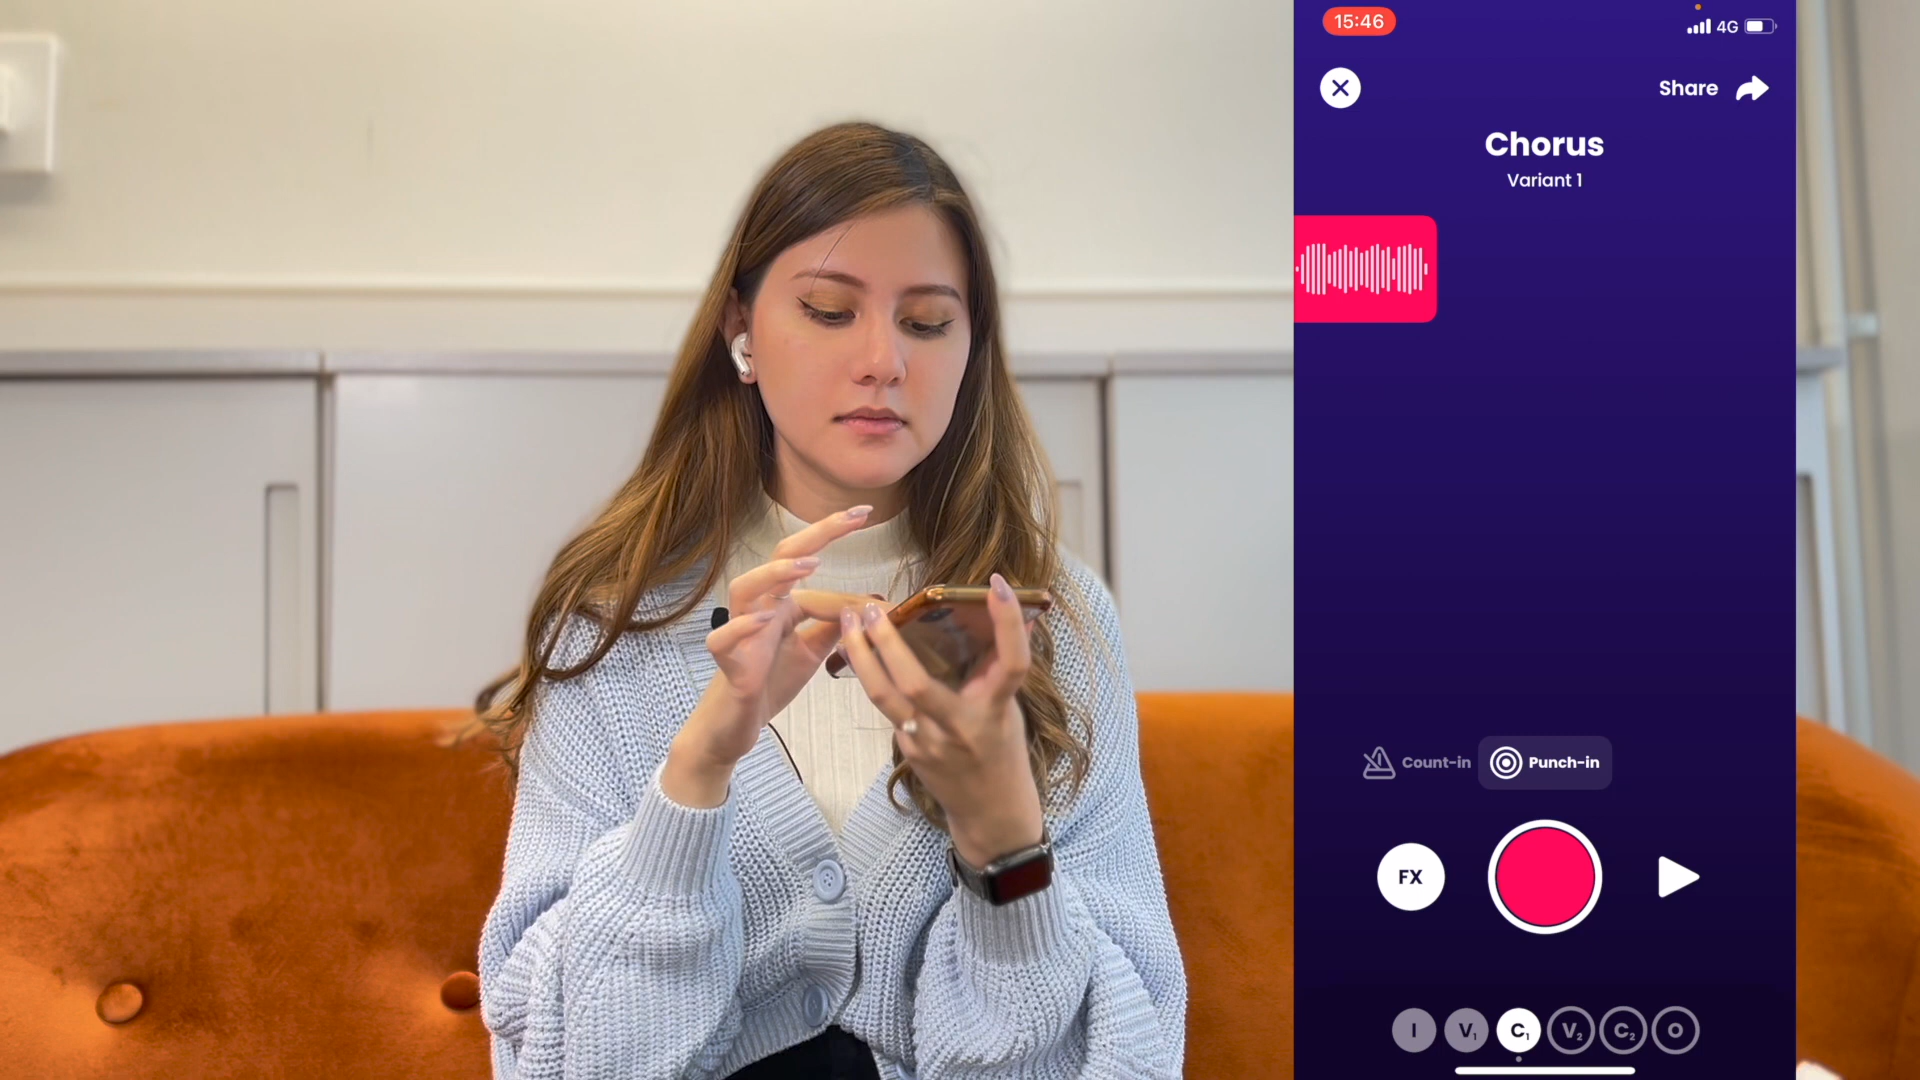 15:46
4G
Share
Chorus
Variant 1
Count-in
Punch-in
FX
I V1 C1 V2 C2 O